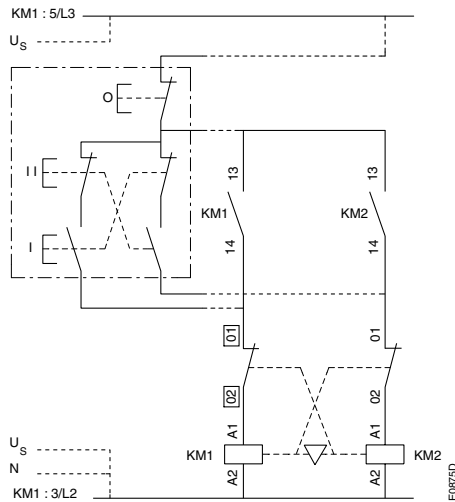 KM1 : 5/L3
U_S
O
I I
I
13
KM1
14
13
KM2
14
01
02
01
02
A1
KM1
A2
A1
KM2
A2
U_S
N
KM1 : 3/L2
E0875D